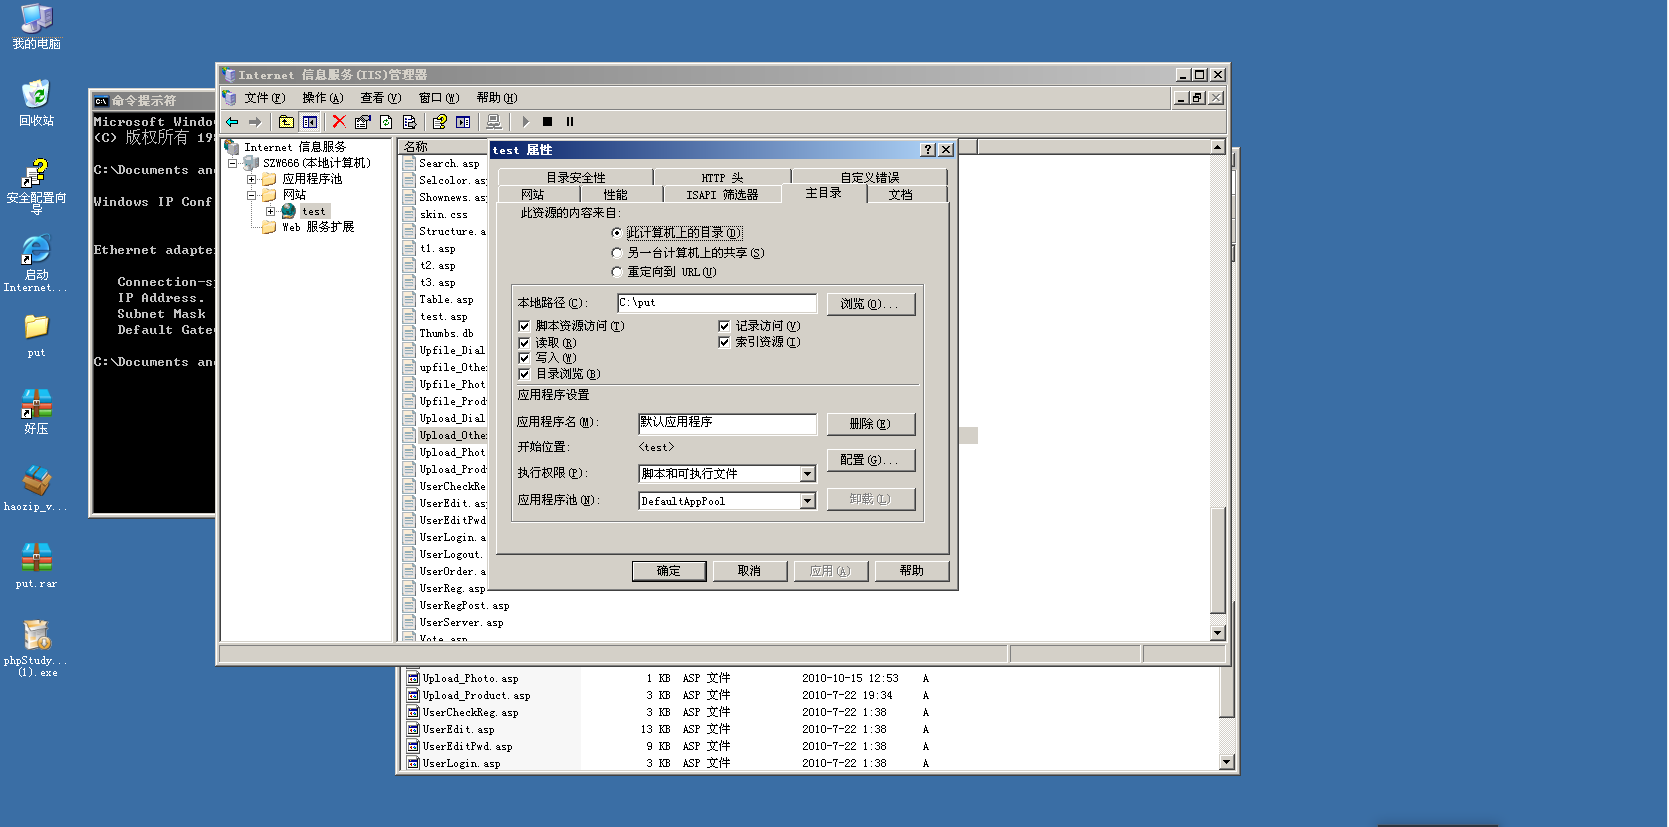 我的电脑
回收站
安全配置向
导
启动
Internet...
put
好压
haozip_v...
put.rar
phpStudy...
(1).exe
命令提示符
Microsoft Windo
(C) 版权所有 19
C:\Documents an
Windows IP Conf
Ethernet adapte
Connection-s
IP Address.
Subnet Mask
Default Gate
C:\Documents an
Internet 信息服务(IIS)管理器
文件(F) 操作(A) 查看(V) 窗口(W) 帮助(H)
Internet 信息服务
SZW666(本地计算机)
应用程序池
网站
test
Web 服务扩展
名称
Search.asp
Selcolor.as
Shownews.as
skin.css
Structure.a
t1.asp
t2.asp
t3.asp
Table.asp
test.asp
Thumbs.db
Upfile_Dial
upfile_Othe
Upfile_Phot
Upfile_Prod
Upload_Dial
Upload_Othe
Upload_Phot
Upload_Prod
UserCheckRe
UserEdit.as
UserEditPwd
UserLogin.a
UserLogout.
UserOrder.a
UserReg.asp
UserRegPost.asp
UserServer.asp
Vote.asp
test 属性
目录安全性 HTTP 头 自定义错误
网站 性能 ISAPI 筛选器 主目录 文档
此资源的内容来自:
此计算机上的目录(D)
另一台计算机上的共享(S)
重定向到 URL(U)
本地路径(C): C:\put 浏览(O)...
脚本资源访问(T) 记录访问(V)
读取(R) 索引资源(I)
写入(W)
目录浏览(B)
应用程序设置
应用程序名(M): 默认应用程序 删除(E)
开始位置: <test>
配置(G)...
执行权限(P): 脚本和可执行文件
应用程序池(N): DefaultAppPool 卸载(L)
确定 取消 应用(A) 帮助
Upload_Photo.asp 1 KB ASP 文件 2010-10-15 12:53 A
Upload_Product.asp 3 KB ASP 文件 2010-7-22 19:34 A
UserCheckReg.asp 3 KB ASP 文件 2010-7-22 1:38 A
UserEdit.asp 13 KB ASP 文件 2010-7-22 1:38 A
UserEditPwd.asp 9 KB ASP 文件 2010-7-22 1:38 A
UserLogin.asp 3 KB ASP 文件 2010-7-22 1:38 A